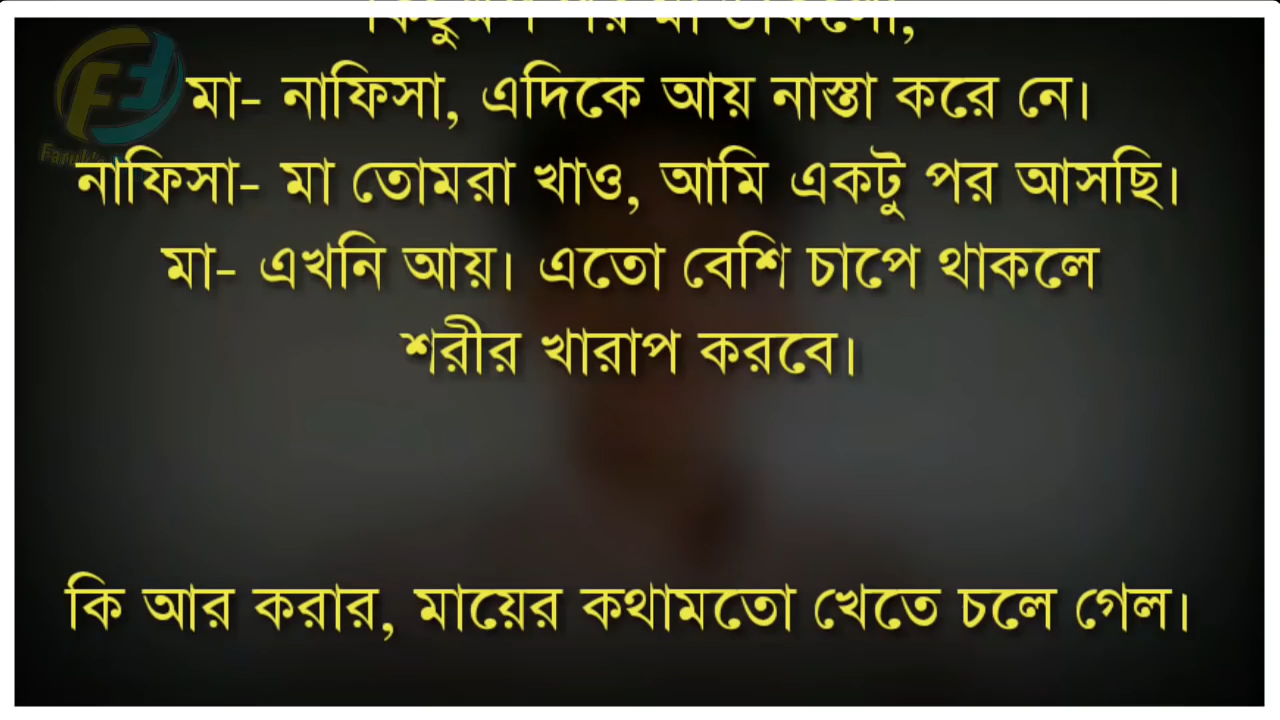 মা- নাফিসা, এদিকে আয় নাস্তা করে নে।
নাফিসা- মা তোমরা খাও, আমি একটু পর আসছি।
মা- এখনি আয়। এতো বেশি চাপে থাকলে
শরীর খারাপ করবে।
কি আর করার, মায়ের কথামতো খেতে চলে গেল।